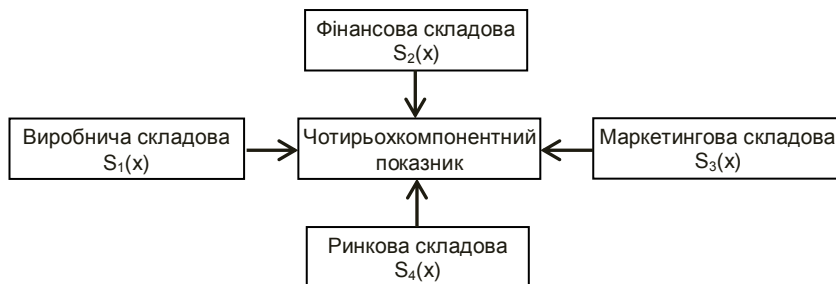 Фінансова складова
S₂(x)
Виробнича складова
S₁(x)
Чотирьохкомпонентний
показник
Маркетингова складова
S₃(x)
Ринкова складова
S₄(x)